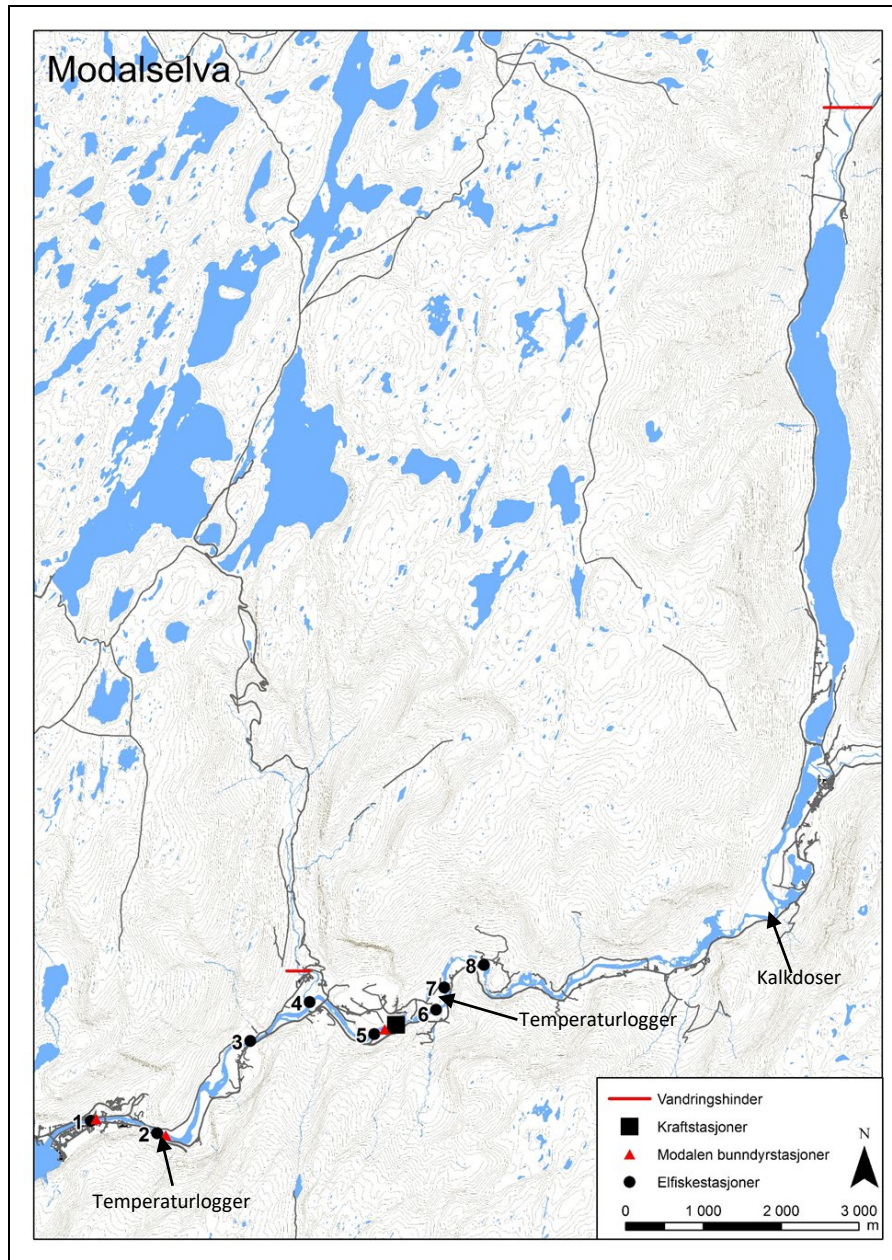 Modalselva
8
7
6
5
4
3
2
1
Kalkdoser
Temperaturlogger
Temperaturlogger
Vandringshinder
Kraftstasjoner
Modalen bunndyrstasjoner
Elfiskestasjoner
N
0 1 000 2 000 3 000
m